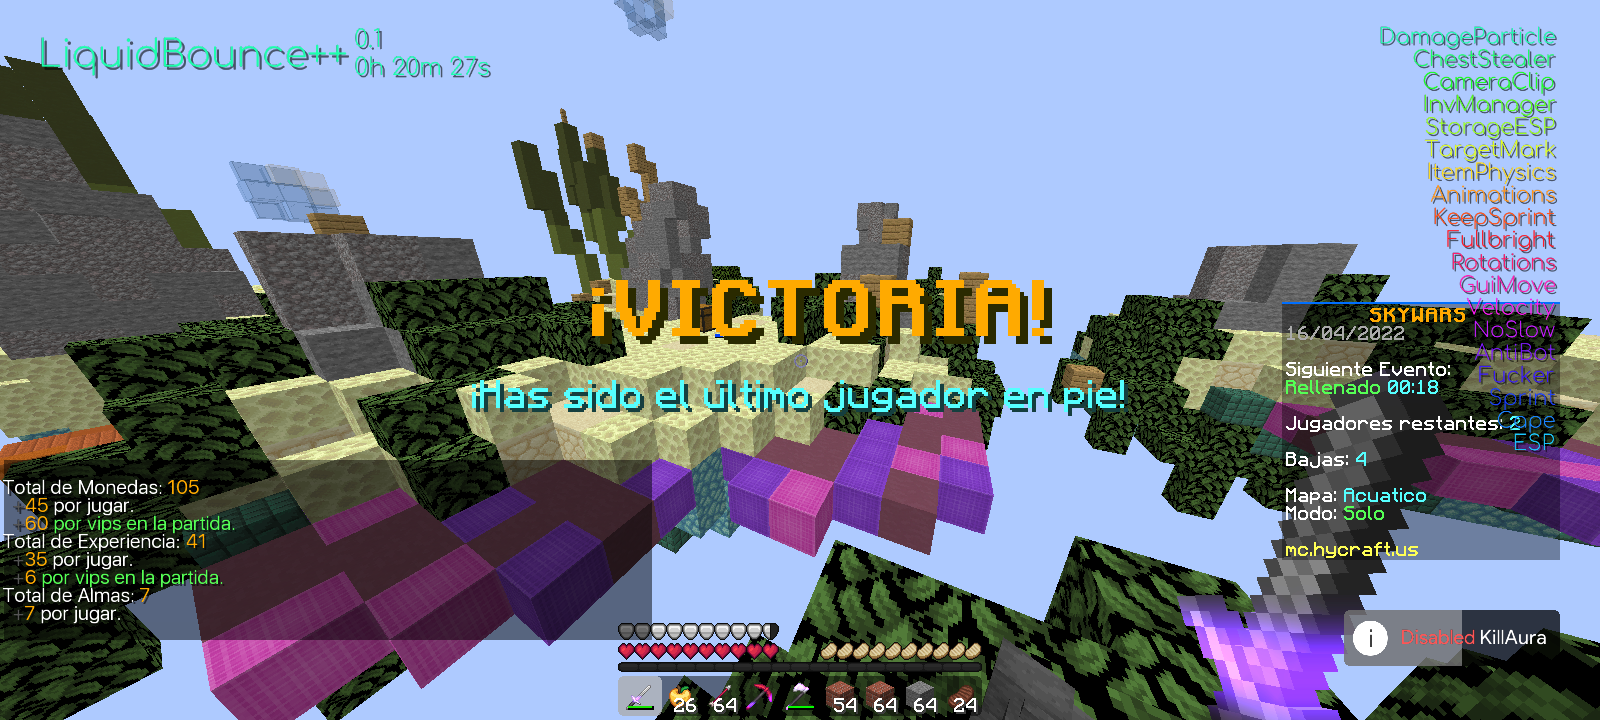 LiquidBounce++ 0.1
0h 20m 27s
DamageParticle
ChestStealer
CameraClip
InvManager
StorageESP
TargetMark
ItemPhysics
Animations
KeepSprint
Fullbright
Rotations
GuiMove
Velocity
NoSlow
AntiBot
Fucker
Sprint
Cape
ESP
¡VICTORIA!
¡Has sido el último jugador en pie!
SKYWARS
16/04/2022
Siguiente Evento:
Rellenado 00:18
Jugadores restantes: 2
Bajas: 4
Mapa: Acuatico
Modo: Solo
mc.hycraft.us
Total de Monedas: 105
+45 por jugar.
+60 por vips en la partida.
Total de Experiencia: 41
+35 por jugar.
+6 por vips en la partida.
Total de Almas: 7
+7 por jugar.
Disabled KillAura
26 64 54 64 64 24